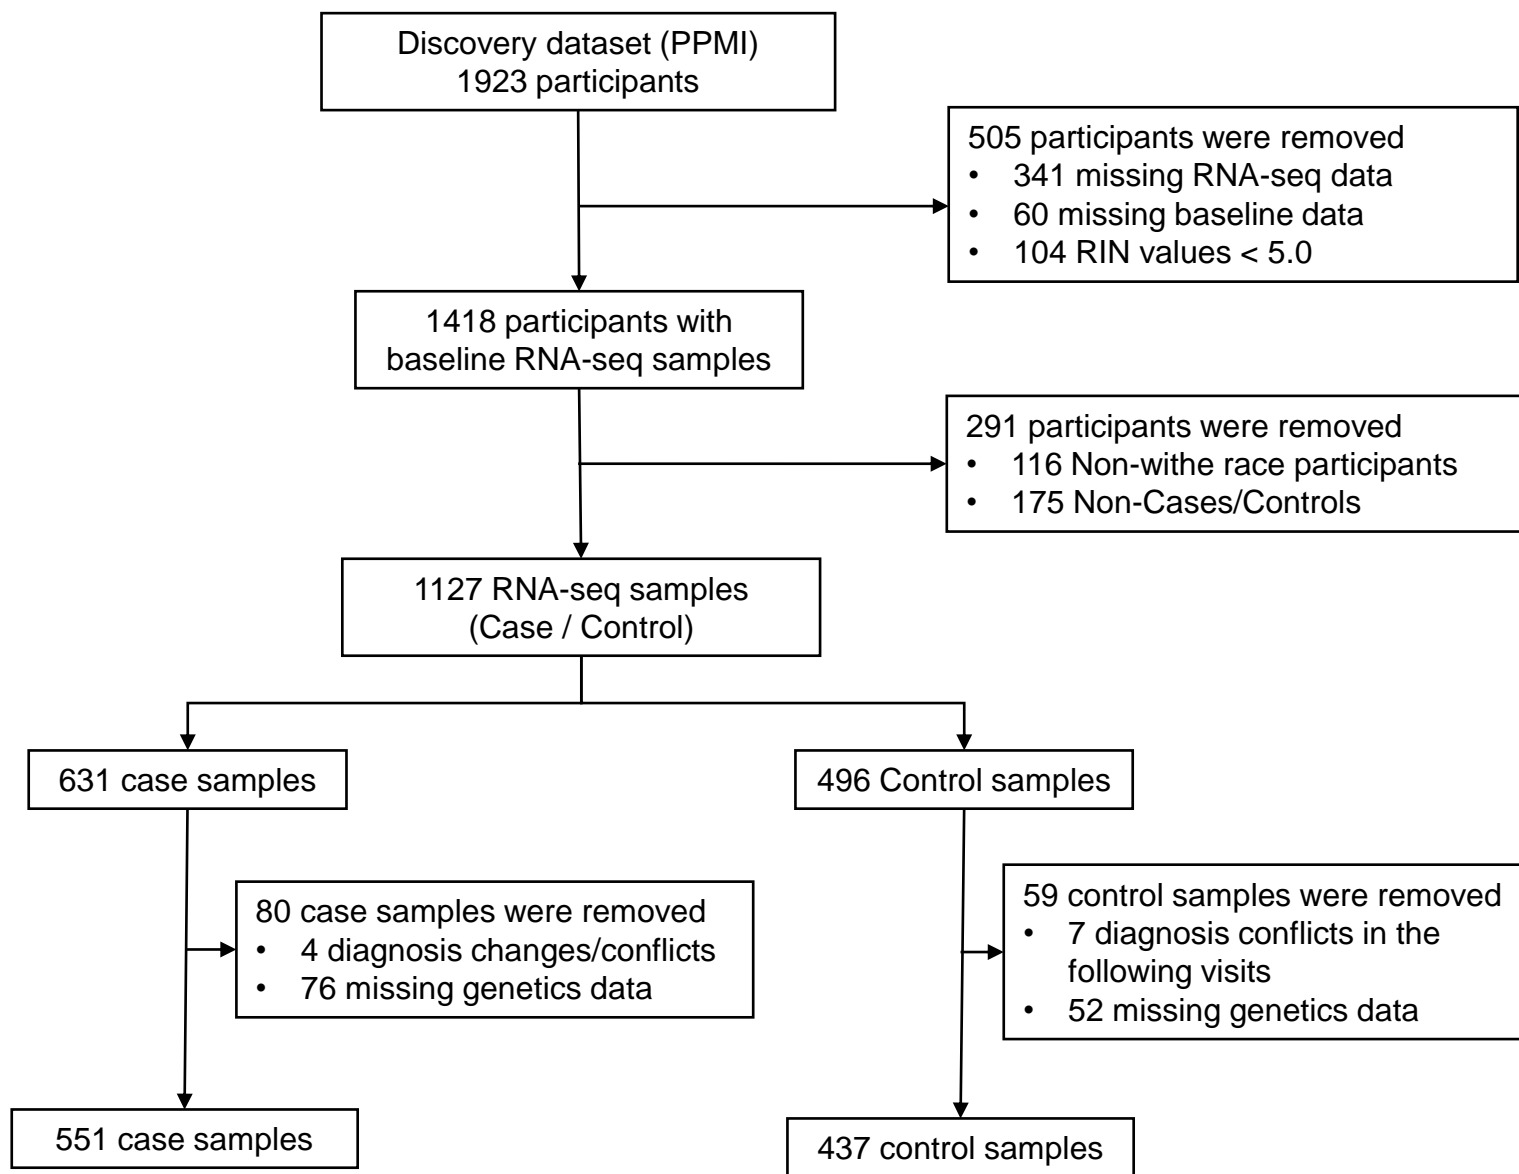 Discovery dataset (PPMI)
1923 participants
505 participants were removed
• 341 missing RNA-seq data
• 60 missing baseline data
• 104 RIN values < 5.0
1418 participants with
baseline RNA-seq samples
291 participants were removed
• 116 Non-withe race participants
• 175 Non-Cases/Controls
1127 RNA-seq samples
(Case / Control)
631 case samples
496 Control samples
80 case samples were removed
• 4 diagnosis changes/conflicts
• 76 missing genetics data
59 control samples were removed
• 7 diagnosis conflicts in the
following visits
• 52 missing genetics data
551 case samples
437 control samples